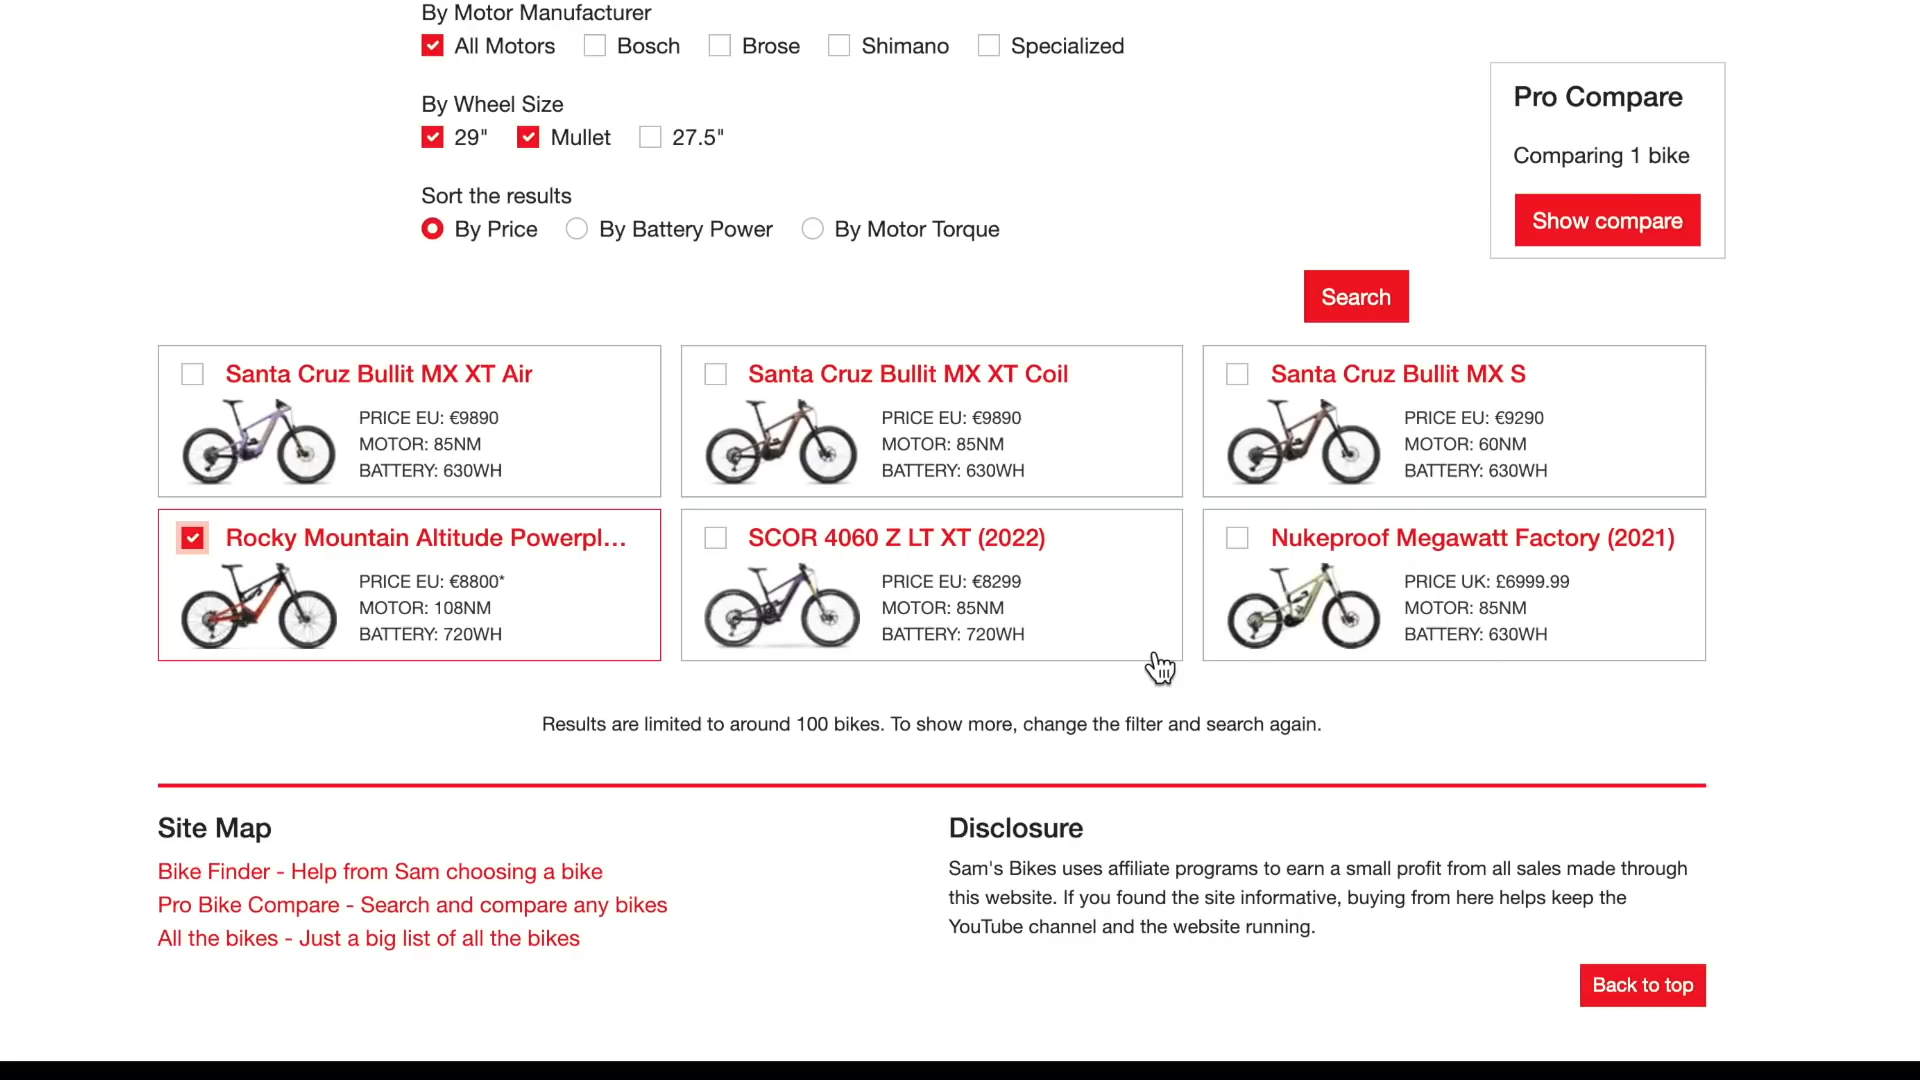 By Motor Manufacturer
All Motors Bosch Brose Shimano Specialized
By Wheel Size
29" Mullet 27.5"
Sort the results
By Price By Battery Power By Motor Torque
Pro Compare
Comparing 1 bike
Show compare
Search
Santa Cruz Bullit MX XT Air
PRICE EU: €9890
MOTOR: 85NM
BATTERY: 630WH
Santa Cruz Bullit MX XT Coil
PRICE EU: €9890
MOTOR: 85NM
BATTERY: 630WH
Santa Cruz Bullit MX S
PRICE EU: €9290
MOTOR: 60NM
BATTERY: 630WH
Rocky Mountain Altitude Powerpl...
PRICE EU: €8800*
MOTOR: 108NM
BATTERY: 720WH
SCOR 4060 Z LT XT (2022)
PRICE EU: €8299
MOTOR: 85NM
BATTERY: 720WH
Nukeproof Megawatt Factory (2021)
PRICE UK: £6999.99
MOTOR: 85NM
BATTERY: 630WH
Results are limited to around 100 bikes. To show more, change the filter and search again.
Site Map
Bike Finder - Help from Sam choosing a bike
Pro Bike Compare - Search and compare any bikes
All the bikes - Just a big list of all the bikes
Disclosure
Sam's Bikes uses affiliate programs to earn a small profit from all sales made through
this website. If you found the site informative, buying from here helps keep the
YouTube channel and the website running.
Back to top